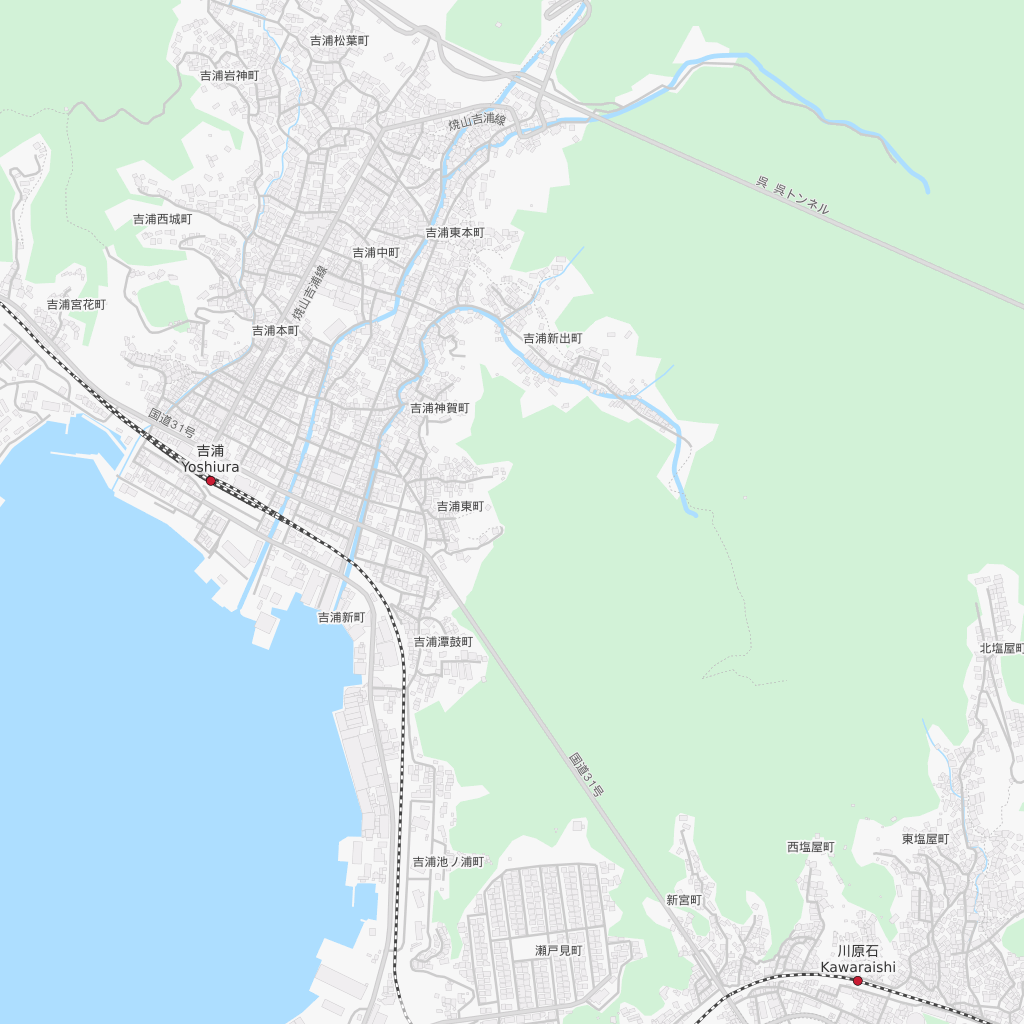 吉浦松葉町
吉浦岩神町
焼山吉浦線
呉 呉トンネル
吉浦西城町
吉浦東本町
吉浦中町
焼山吉浦線
吉浦宮花町
吉浦本町
吉浦新出町
吉浦神賀町
国道31号
吉浦
Yoshiura
吉浦東町
吉浦新町
吉浦潭鼓町
北塩屋町
国道31号
東塩屋町
西塩屋町
吉浦池ノ浦町
新宮町
瀬戸見町
川原石
Kawaraishi